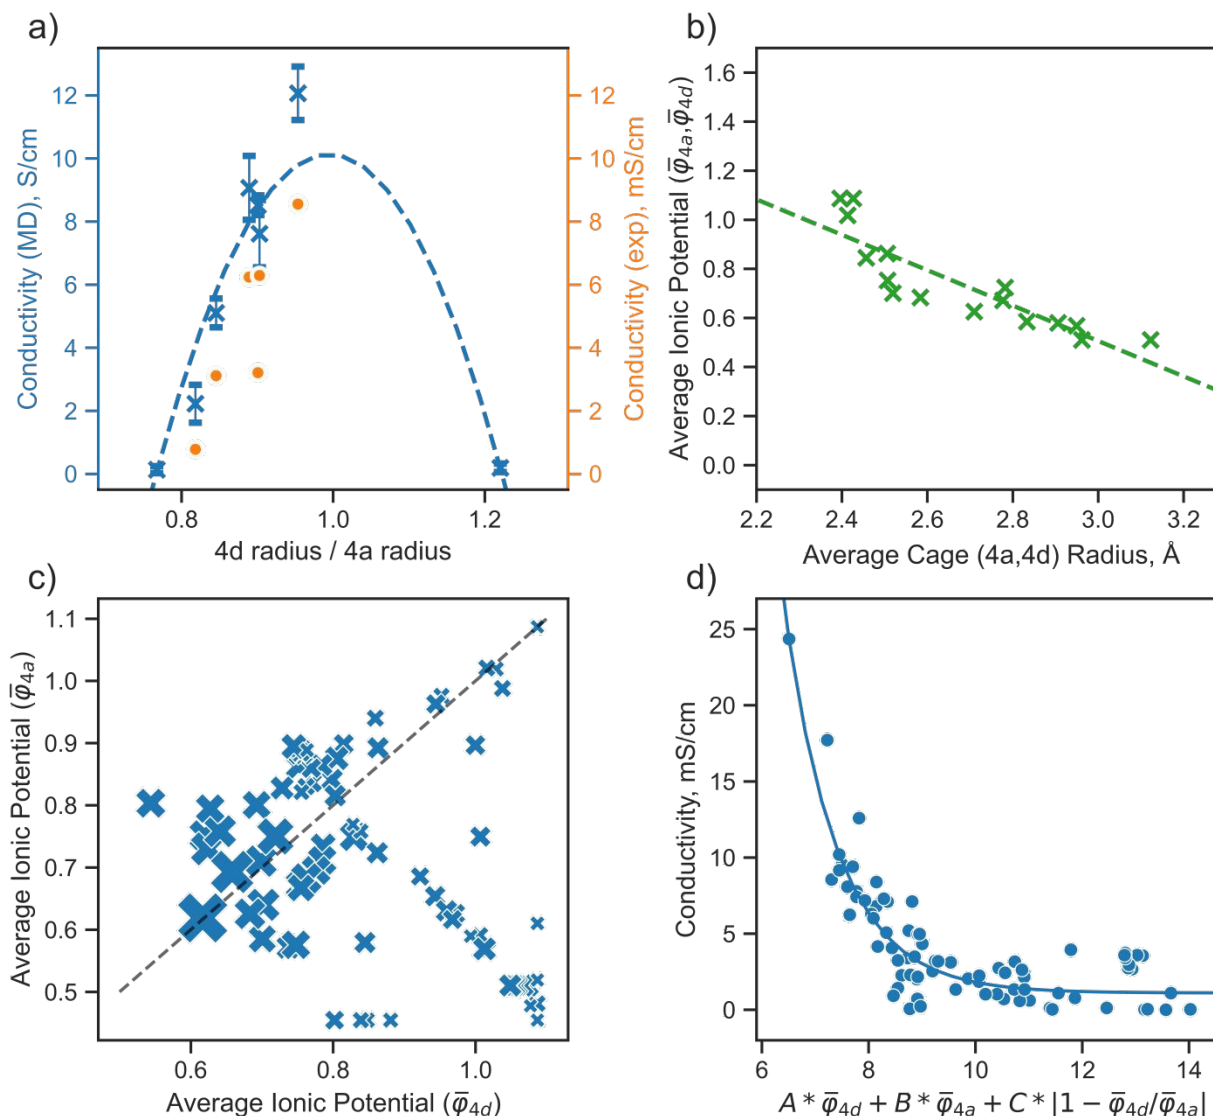 a)
Conductivity (MD), S/cm
12
10
8
6
4
2
0
0.8 1.0 1.2
4d radius / 4a radius
12
10
8
6
4
2
0
Conductivity (exp), mS/cm
b)
Average Ionic Potential (φ̄4a,φ̄4d)
1.6
1.4
1.2
1.0
0.8
0.6
0.4
0.2
0.0
2.2 2.4 2.6 2.8 3.0 3.2
Average Cage (4a,4d) Radius, Å
c)
Average Ionic Potential (φ̄4a)
1.1
1.0
0.9
0.8
0.7
0.6
0.5
0.6 0.8 1.0
Average Ionic Potential (φ̄4d)
d)
Conductivity, mS/cm
25
20
15
10
5
0
6 8 10 12 14
A * φ̄4d + B * φ̄4a + C * |1 − φ̄4d/φ̄4a|